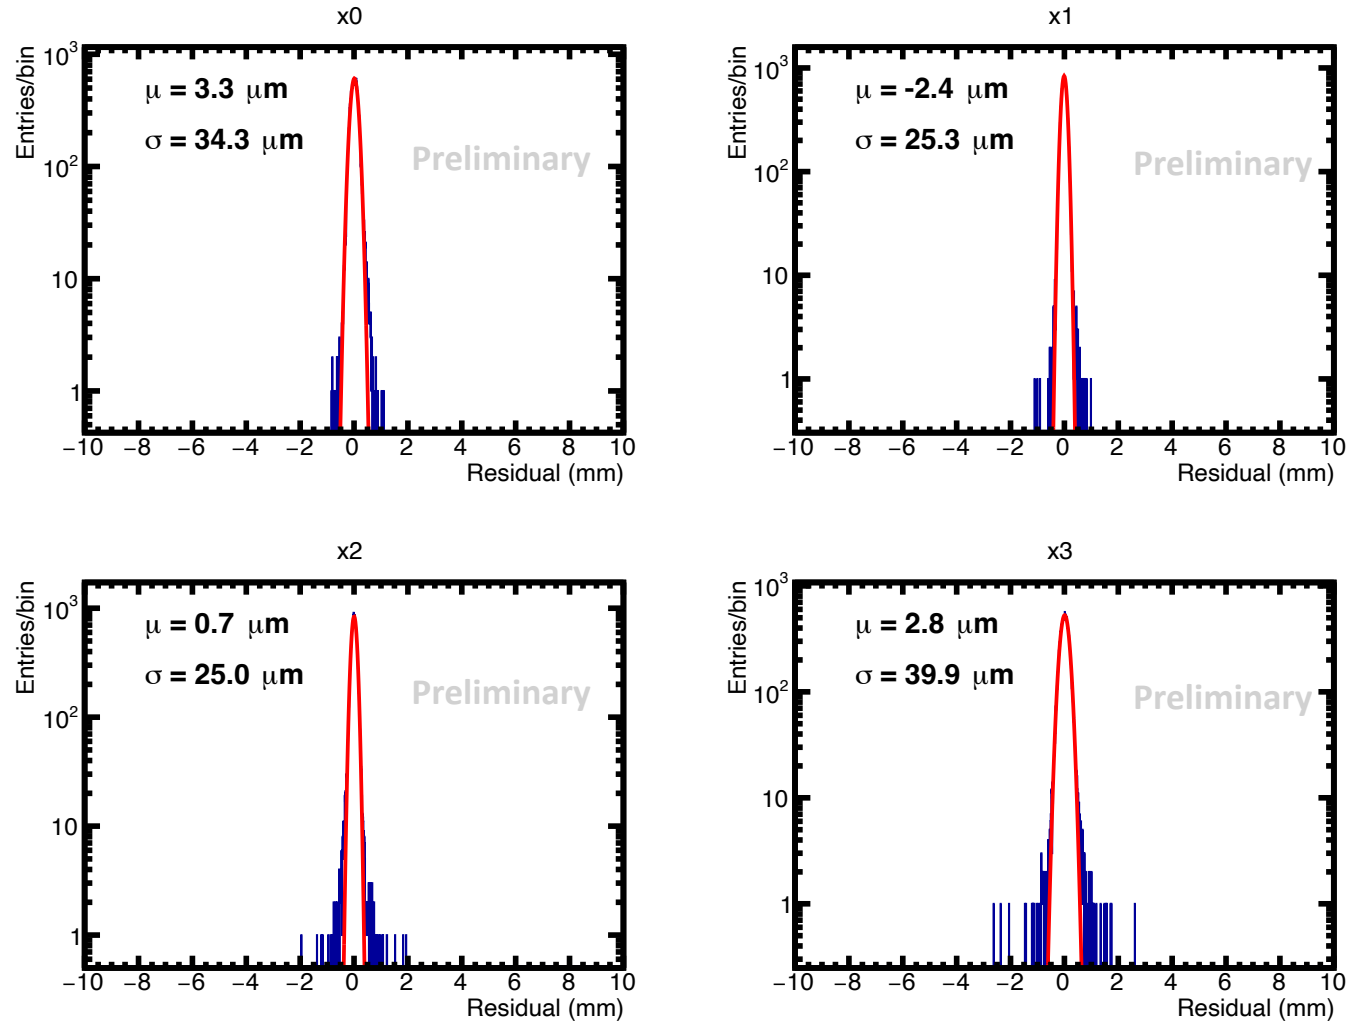 x0
Entries/bin
10³
10²
10
1
μ = 3.3 μm
σ = 34.3 μm
Preliminary
−10 −8 −6 −4 −2 0 2 4 6 8 10
Residual (mm)
x1
Entries/bin
10³
10²
10
1
μ = -2.4 μm
σ = 25.3 μm
Preliminary
−10 −8 −6 −4 −2 0 2 4 6 8 10
Residual (mm)
x2
Entries/bin
10³
10²
10
1
μ = 0.7 μm
σ = 25.0 μm
Preliminary
−10 −8 −6 −4 −2 0 2 4 6 8 10
Residual (mm)
x3
Entries/bin
10³
10²
10
1
μ = 2.8 μm
σ = 39.9 μm
Preliminary
−10 −8 −6 −4 −2 0 2 4 6 8 10
Residual (mm)